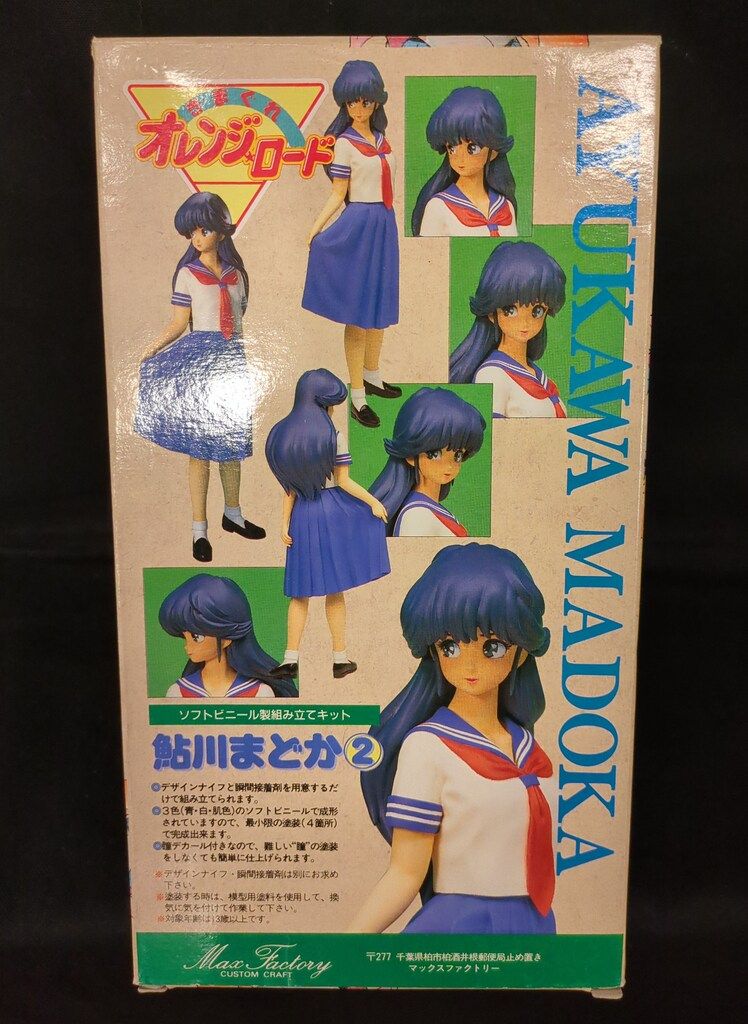 きまぐれ
オレンジ☆ロード
AYUKAWA MADOKA
ソフトビニール製組み立てキット
鮎川まどか②
◎デザインナイフと瞬間接着剤を用意するだ
けで組み立てられます。
◎3色(青・白・肌色)のソフトビニールで成形
されていますので、最小限の塗装(4箇所)
で完成出来ます。
◎瞳デカール付きなので、難しい"瞳"の塗装
をしなくても簡単に仕上げられます。
※デザインナイフ・瞬間接着剤は別にお求め
下さい。
※塗装する時は、模型用塗料を使用して、換
気に気を付けて作業して下さい。
※対象年齢は13歳以上です。
Max Factory
CUSTOM CRAFT
〒277 千葉県柏市柏酒井根郵便局止め置き
マックスファクトリー